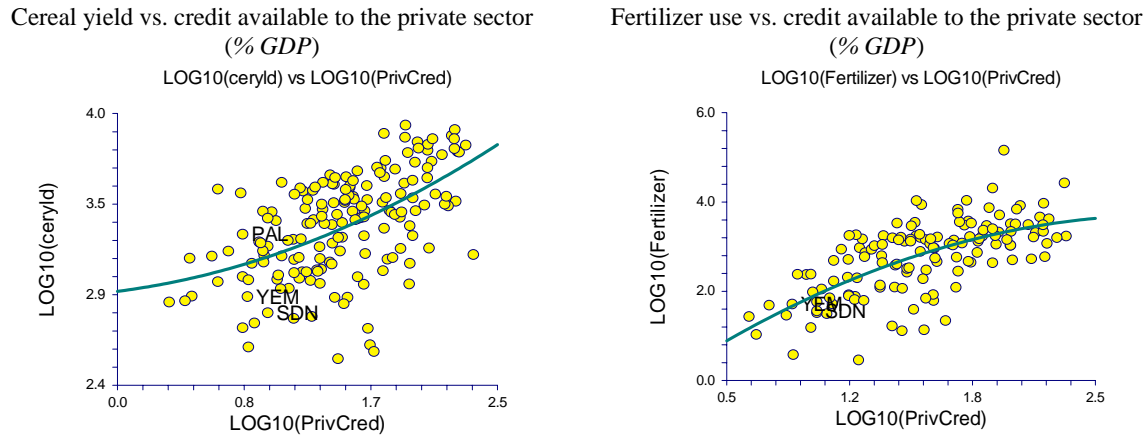 Cereal yield vs. credit available to the private sector
(% GDP)
LOG10(ceryld) vs LOG10(PrivCred)
4.0
3.5
2.9
2.4
LOG10(ceryld)
PAL
YEM
SDN
0.0 0.8 1.7 2.5
LOG10(PrivCred)
Fertilizer use vs. credit available to the private sector
(% GDP)
LOG10(Fertilizer) vs LOG10(PrivCred)
6.0
4.0
2.0
0.0
LOG10(Fertilizer)
YEM
SDN
0.5 1.2 1.8 2.5
LOG10(PrivCred)